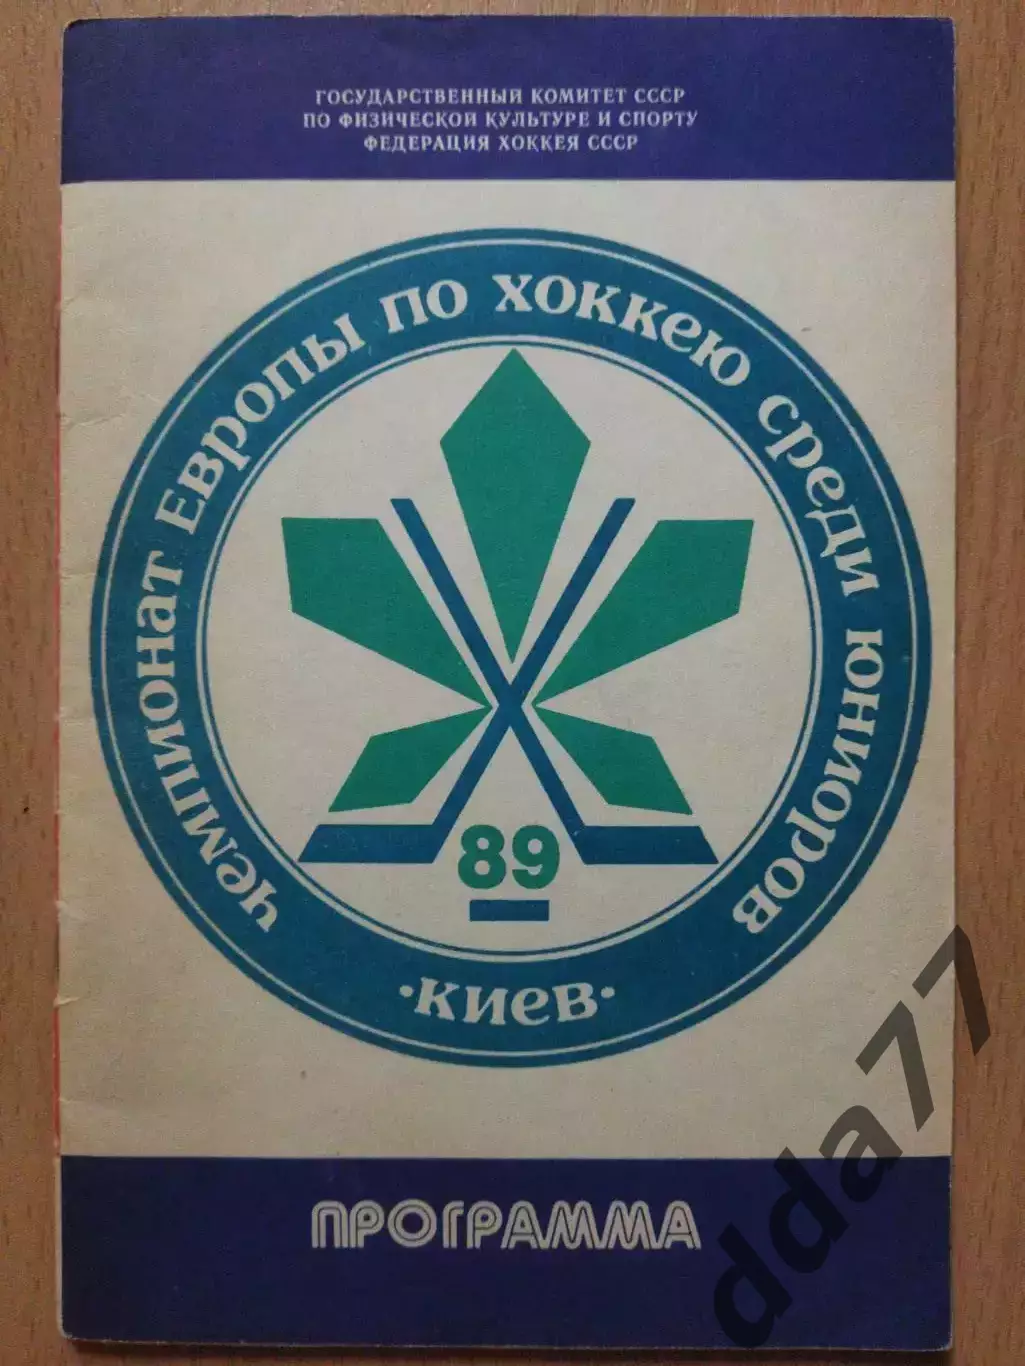 ГОСУДАРСТВЕННЫЙ КОМИТЕТ СССР
ПО ФИЗИЧЕСКОЙ КУЛЬТУРЕ И СПОРТУ
ФЕДЕРАЦИЯ ХОККЕЯ СССР
чемпионат Европы по хоккею среди юниоров
89
·Киев·
ПРОГРАММА
dda77